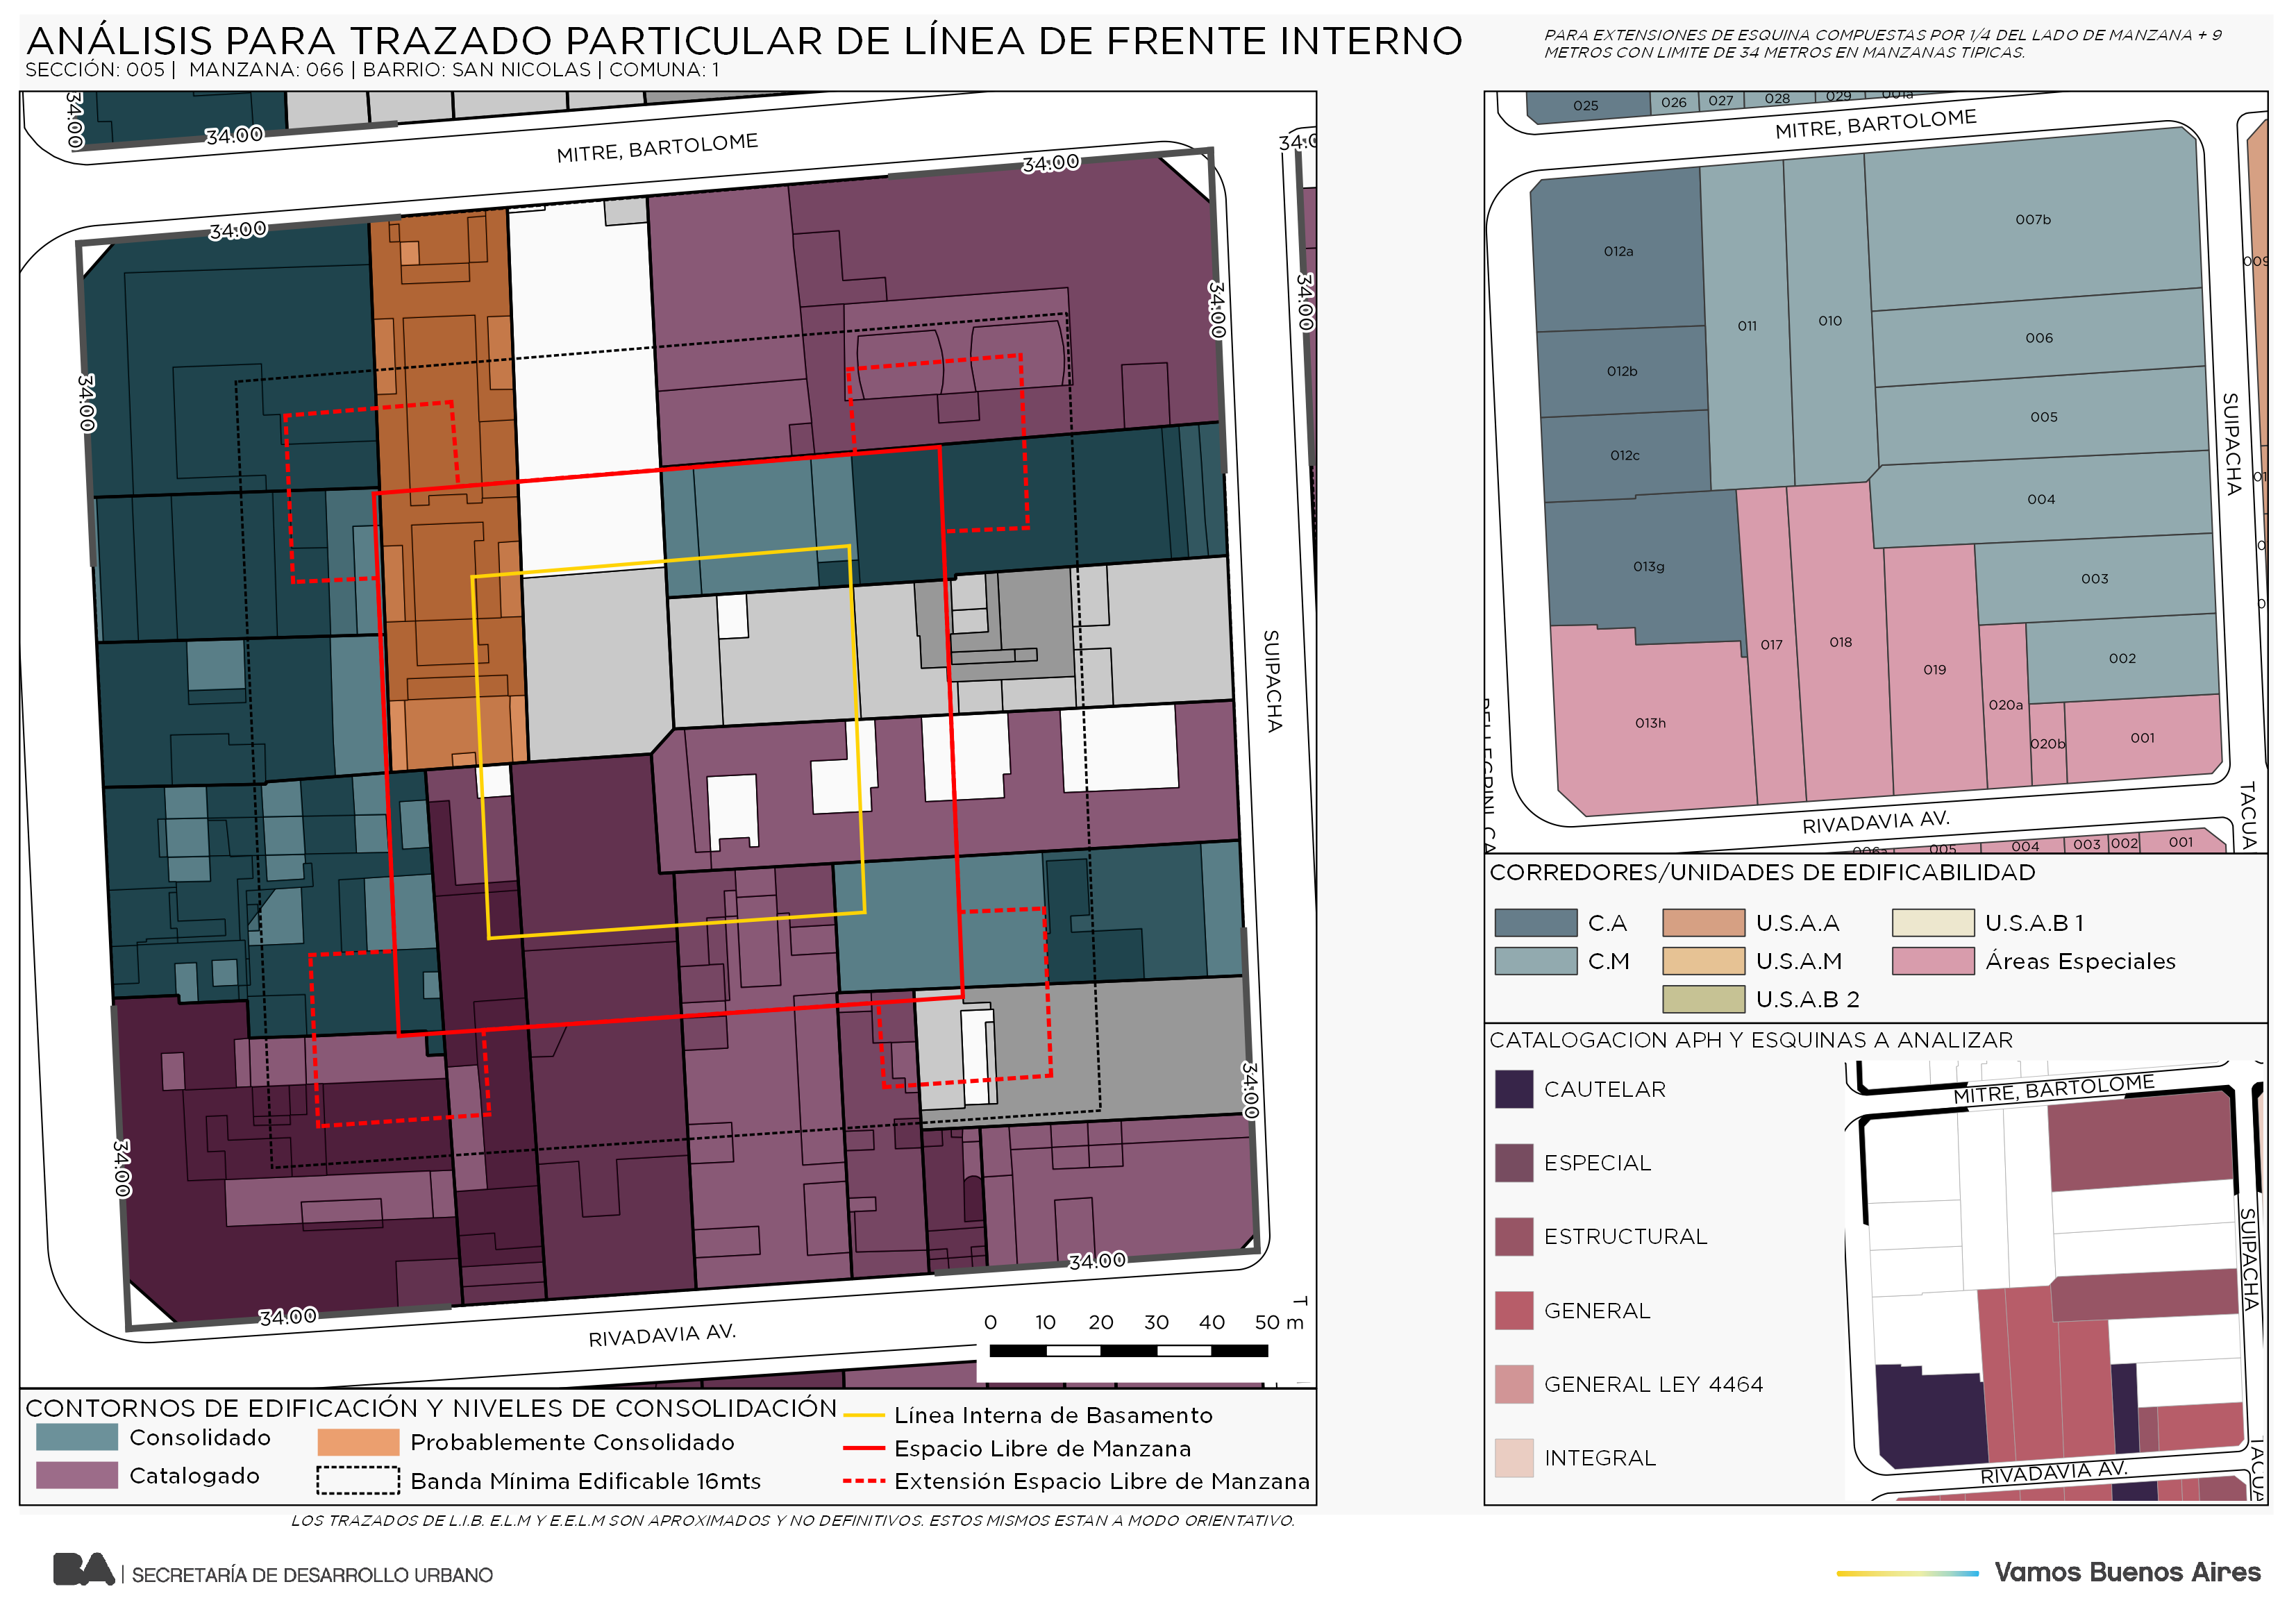 ANÁLISIS PARA TRAZADO PARTICULAR DE LÍNEA DE FRENTE INTERNO
SECCIÓN: 005 | MANZANA: 066 | BARRIO: SAN NICOLAS | COMUNA: 1
PARA EXTENSIONES DE ESQUINA COMPUESTAS POR 1/4 DEL LADO DE MANZANA + 9
METROS CON LIMITE DE 34 METROS EN MANZANAS TIPICAS.
34.00
34.00
MITRE, BARTOLOME
34.00
34.00
34.00
34.00
34.00
34.00
SUIPACHA
34.00
34.00
34.00
34.00
RIVADAVIA AV.
0 10 20 30 40 50 m
CONTORNOS DE EDIFICACIÓN Y NIVELES DE CONSOLIDACIÓN
Consolidado
Catalogado
Probablemente Consolidado
Banda Mínima Edificable 16mts
Línea Interna de Basamento
Espacio Libre de Manzana
Extensión Espacio Libre de Manzana
025
026
027
028
029
001a
MITRE, BARTOLOME
012a
011
010
007b
009
006
012b
005
012c
004
013g
003
017
018
019
002
020a
013h
020b
001
SUIPACHA
TACUA
RIVADAVIA AV.
006a
005
004
003
002
001
CORREDORES/UNIDADES DE EDIFICABILIDAD
C.A
C.M
U.S.A.A
U.S.A.M
U.S.A.B 2
U.S.A.B 1
Áreas Especiales
CATALOGACION APH Y ESQUINAS A ANALIZAR
CAUTELAR
ESPECIAL
ESTRUCTURAL
GENERAL
GENERAL LEY 4464
INTEGRAL
MITRE, BARTOLOME
SUIPACHA
RIVADAVIA AV.
TACUA
LOS TRAZADOS DE L.I.B. E.L.M Y E.E.L.M SON APROXIMADOS Y NO DEFINITIVOS. ESTOS MISMOS ESTAN A MODO ORIENTATIVO.
BA | SECRETARÍA DE DESARROLLO URBANO
Vamos Buenos Aires